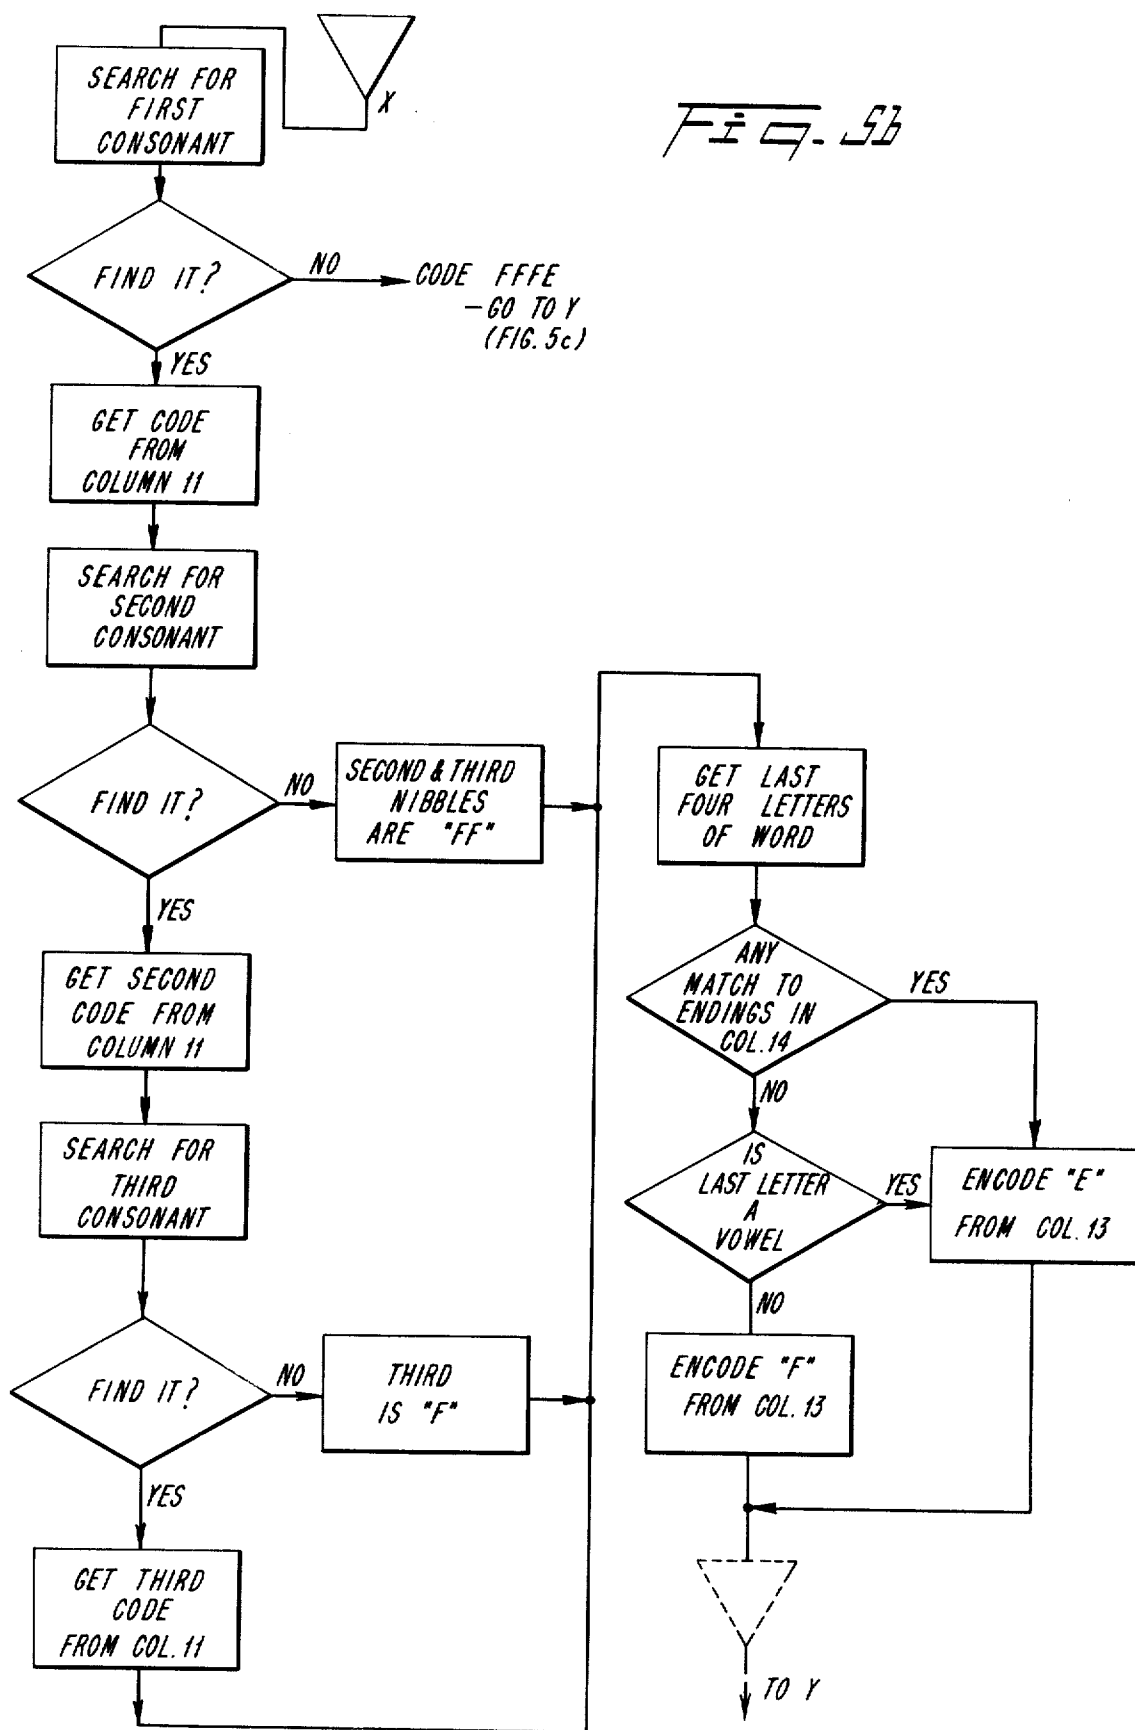 X
Fig. 5b
SEARCH FOR
FIRST
CONSONANT
FIND IT?
NO
CODE FFFE
—GO TO Y
(FIG. 5c)
YES
GET CODE
FROM
COLUMN 11
SEARCH FOR
SECOND
CONSONANT
FIND IT?
NO
SECOND & THIRD
NIBBLES
ARE "FF"
YES
GET SECOND
CODE FROM
COLUMN 11
SEARCH FOR
THIRD
CONSONANT
FIND IT?
NO
THIRD
IS "F"
YES
GET THIRD
CODE
FROM COL. 11
GET LAST
FOUR LETTERS
OF WORD
ANY
MATCH TO
ENDINGS IN
COL. 14
YES
NO
IS
LAST LETTER
A
VOWEL
YES
ENCODE "E"
FROM COL. 13
NO
ENCODE "F"
FROM COL. 13
TO Y